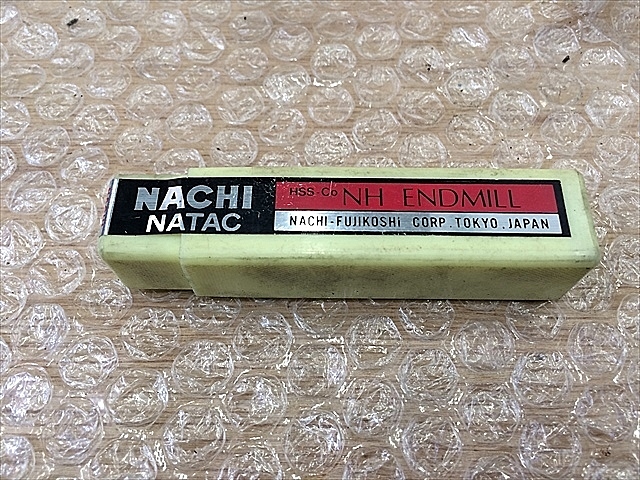 NACHI
NATAC
HSS-Co NH ENDMILL
NACHI-FUJIKOSHI CORP.TOKYO.JAPAN